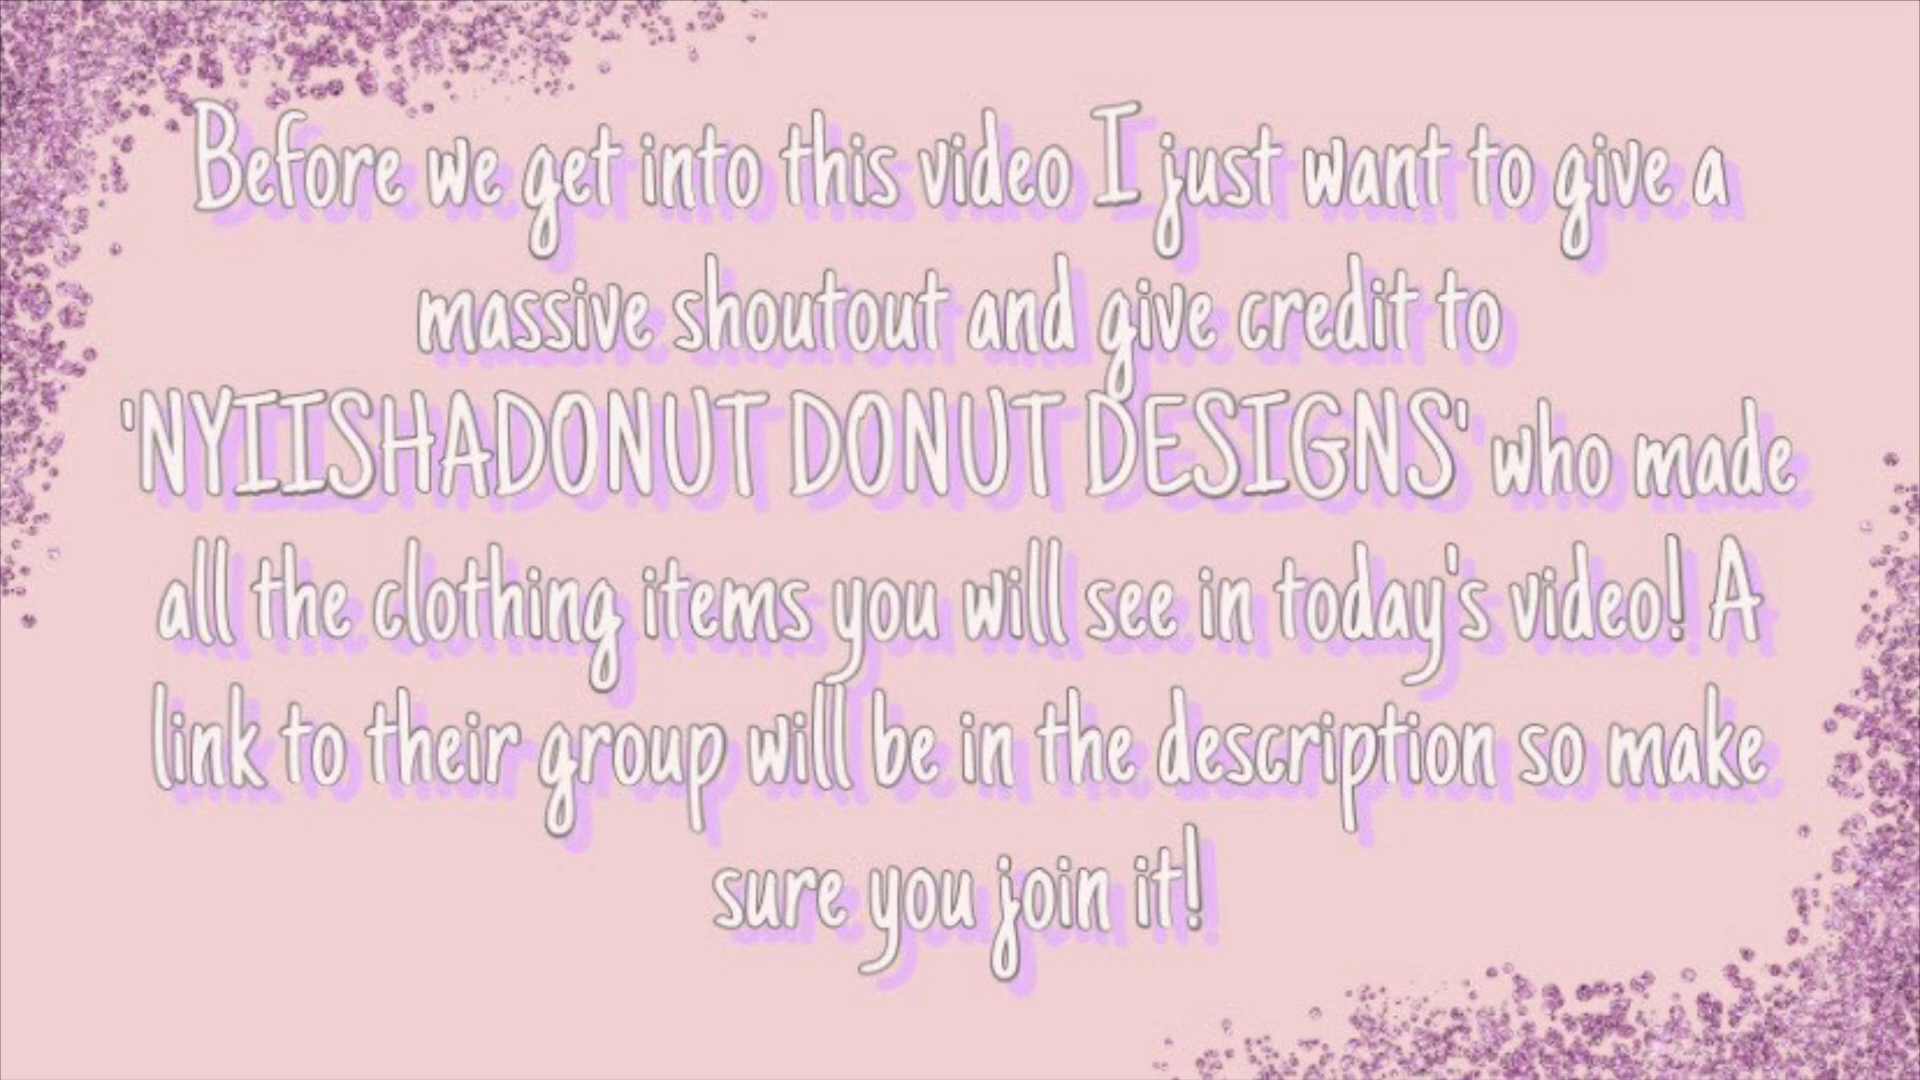 Before we get into this video I just want to give a
massive shoutout and give credit to
'NYIISHADONUT DONUT DESIGNS' who made
all the clothing items you will see in today's video! A
link to their group will be in the description so make
sure you join it!